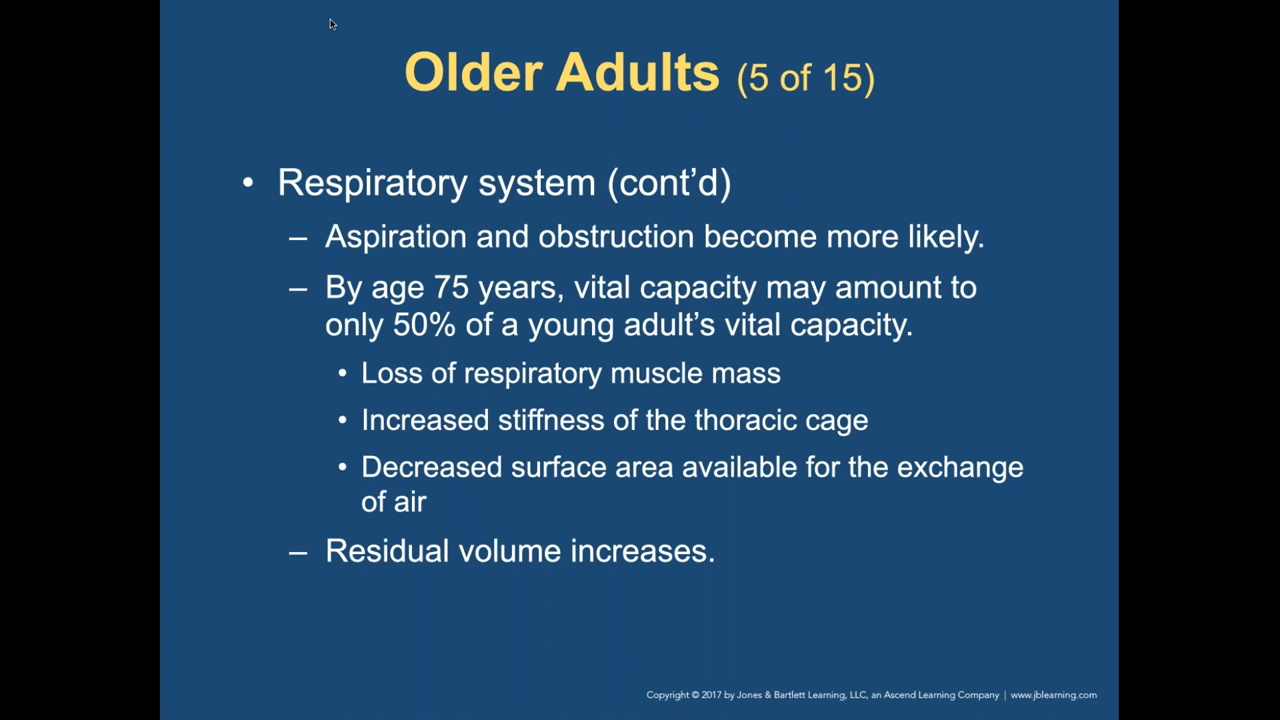 Older Adults (5 of 15)
• Respiratory system (cont’d)
– Aspiration and obstruction become more likely.
– By age 75 years, vital capacity may amount to
only 50% of a young adult’s vital capacity.
• Loss of respiratory muscle mass
• Increased stiffness of the thoracic cage
• Decreased surface area available for the exchange
of air
– Residual volume increases.
Copyright © 2017 by Jones & Bartlett Learning, LLC, an Ascend Learning Company | www.jblearning.com